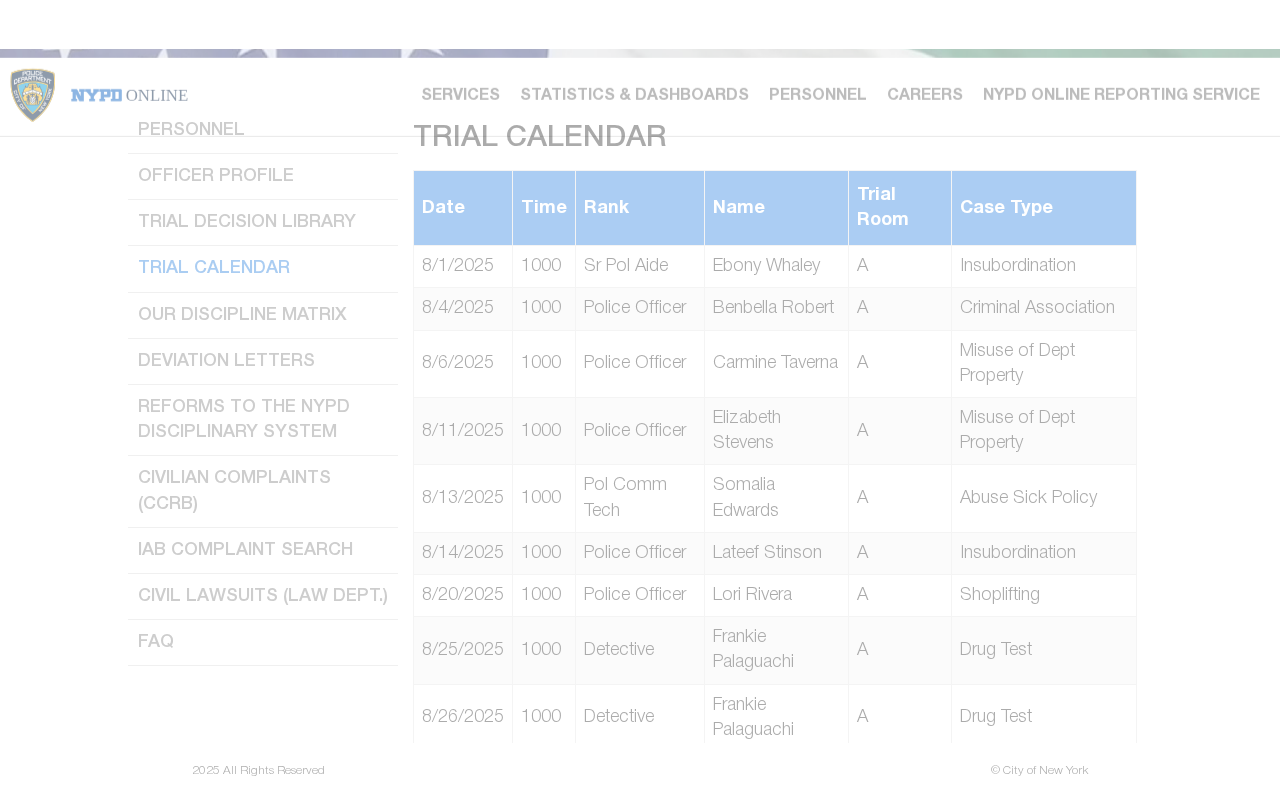 NYPD ONLINE
SERVICES STATISTICS & DASHBOARDS PERSONNEL CAREERS NYPD ONLINE REPORTING SERVICE
PERSONNEL
OFFICER PROFILE
TRIAL DECISION LIBRARY
TRIAL CALENDAR
OUR DISCIPLINE MATRIX
DEVIATION LETTERS
REFORMS TO THE NYPD
DISCIPLINARY SYSTEM
CIVILIAN COMPLAINTS
(CCRB)
IAB COMPLAINT SEARCH
CIVIL LAWSUITS (LAW DEPT.)
FAQ
TRIAL CALENDAR
Date Time Rank Name Trial Room Case Type
8/1/2025 1000 Sr Pol Aide Ebony Whaley A Insubordination
8/4/2025 1000 Police Officer Benbella Robert A Criminal Association
8/6/2025 1000 Police Officer Carmine Taverna A Misuse of Dept Property
8/11/2025 1000 Police Officer Elizabeth Stevens A Misuse of Dept Property
8/13/2025 1000 Pol Comm Tech Somalia Edwards A Abuse Sick Policy
8/14/2025 1000 Police Officer Lateef Stinson A Insubordination
8/20/2025 1000 Police Officer Lori Rivera A Shoplifting
8/25/2025 1000 Detective Frankie Palaguachi A Drug Test
8/26/2025 1000 Detective Frankie Palaguachi A Drug Test
2025 All Rights Reserved © City of New York